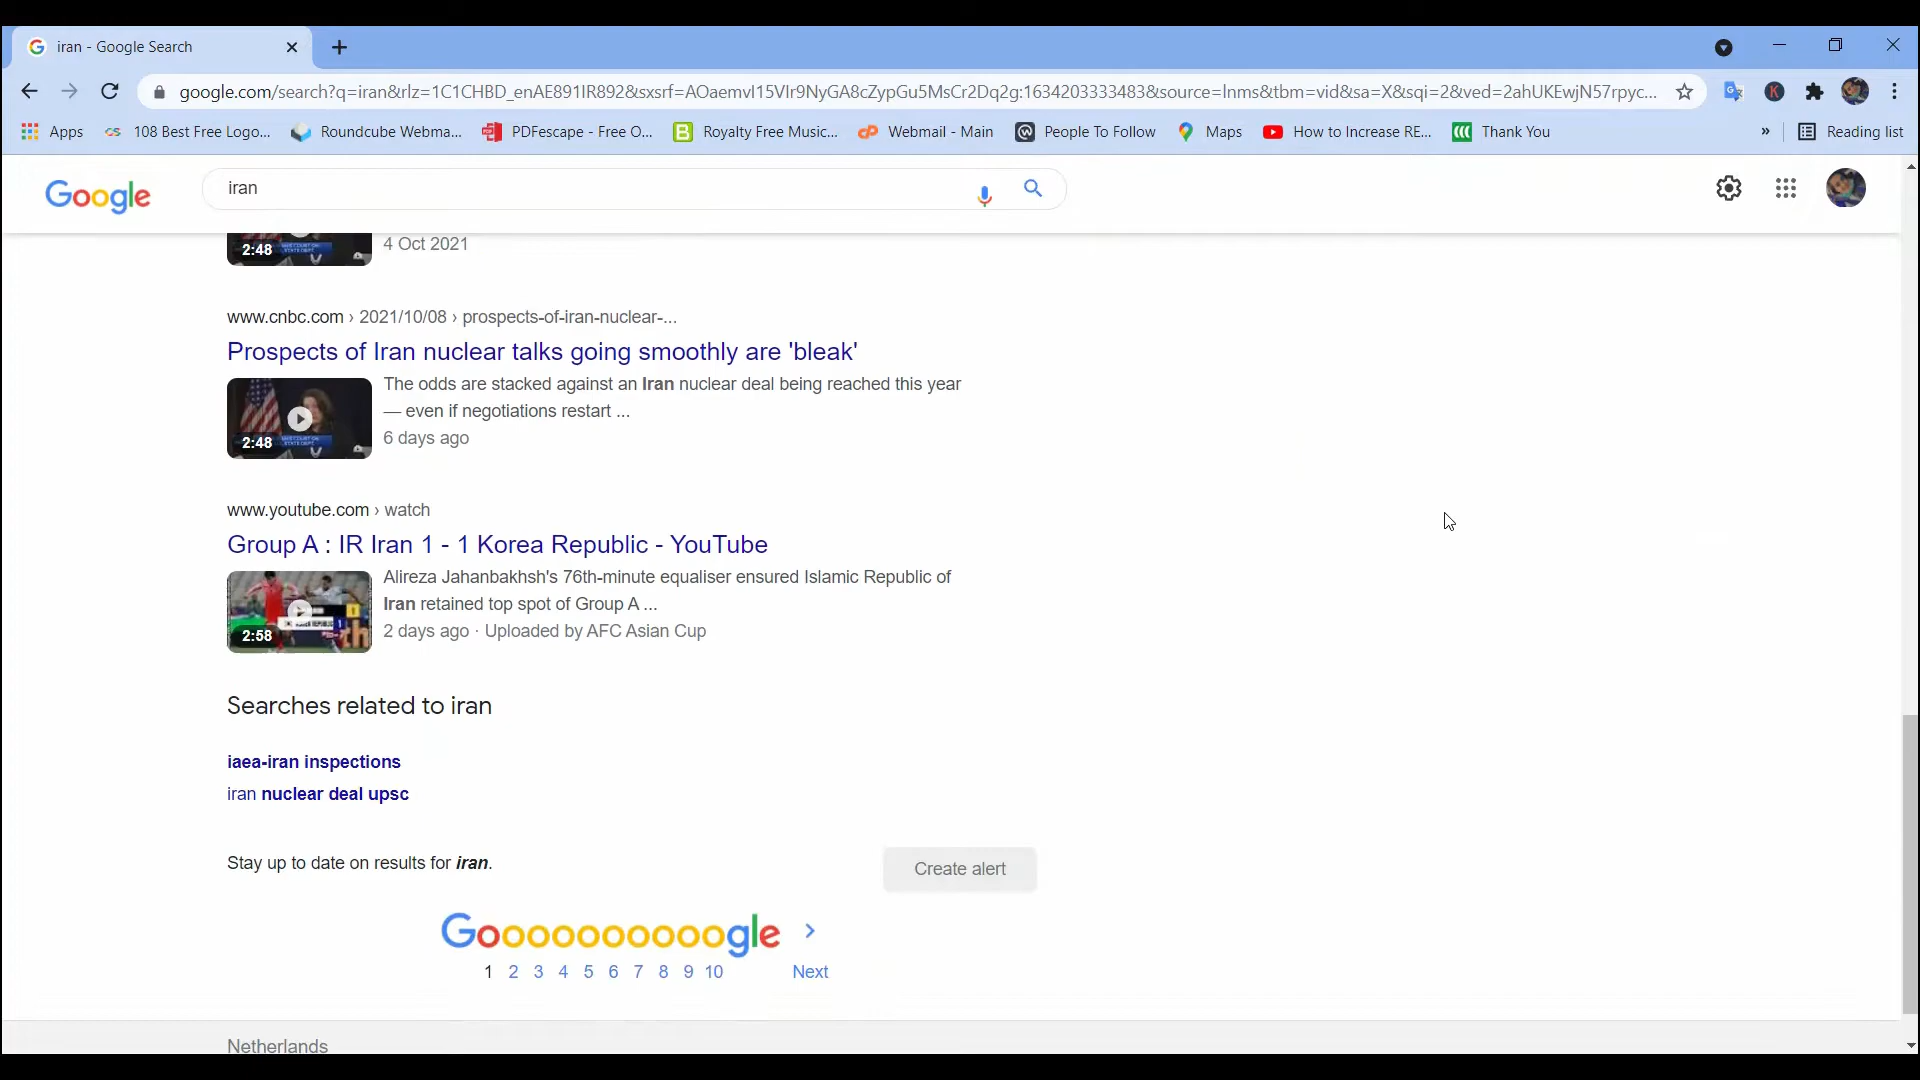 iran - Google Search
google.com/search?q=iran&rlz=1C1CHBD_enAE891IR892&sxsrf=AOaemvI15VIr9NyGA8cZypGu5MsCr2Dq2g:1634203333483&source=lnms&tbm=vid&sa=X&sqi=2&ved=2ahUKEwjN57rpyc...
Apps 108 Best Free Logo... Roundcube Webma... PDFescape - Free O... Royalty Free Music... Webmail - Main People To Follow Maps How to Increase RE... Thank You » Reading list
Google iran
2:48 4 Oct 2021
www.cnbc.com › 2021/10/08 › prospects-of-iran-nuclear-...
Prospects of Iran nuclear talks going smoothly are 'bleak'
The odds are stacked against an Iran nuclear deal being reached this year
— even if negotiations restart ...
6 days ago
2:48
www.youtube.com › watch
Group A : IR Iran 1 - 1 Korea Republic - YouTube
Alireza Jahanbakhsh's 76th-minute equaliser ensured Islamic Republic of
Iran retained top spot of Group A ...
2 days ago · Uploaded by AFC Asian Cup
2:58
Searches related to iran
iaea-iran inspections
iran nuclear deal upsc
Stay up to date on results for iran.
Create alert
Goooooooooogle ›
1 2 3 4 5 6 7 8 9 10 Next
Netherlands